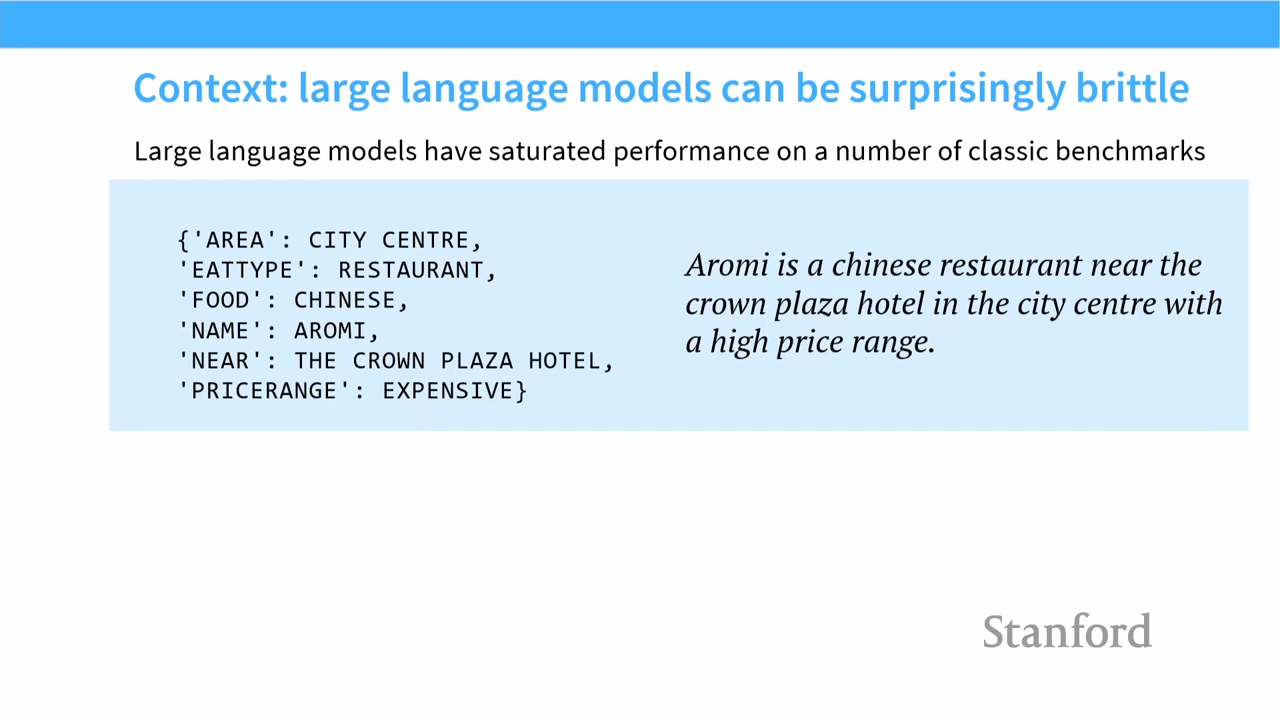 Context: large language models can be surprisingly brittle
Large language models have saturated performance on a number of classic benchmarks
{'AREA': CITY CENTRE,
'EATTYPE': RESTAURANT,
'FOOD': CHINESE,
'NAME': AROMI,
'NEAR': THE CROWN PLAZA HOTEL,
'PRICERANGE': EXPENSIVE}
Aromi is a chinese restaurant near the
crown plaza hotel in the city centre with
a high price range.
Stanford